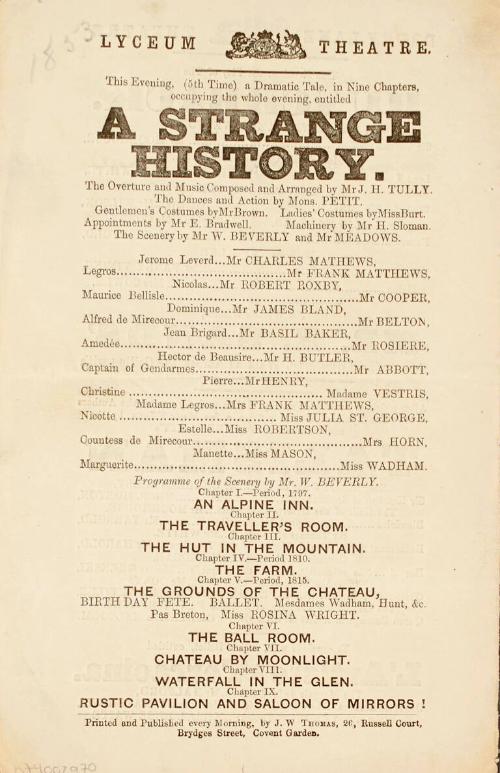 1853
LYCEUM THEATRE.
This Evening, (5th Time) a Dramatic Tale, in Nine Chapters,
occupying the whole evening, entitled
A STRANGE
HISTORY.
The Overture and Music Composed and Arranged by Mr J. H. TULLY.
The Dances and Action by Mons. PETIT.
Gentlemen's Costumes by Mr Brown. Ladies' Costumes by Miss Burt.
Appointments by Mr E. Bradwell. Machinery by Mr H. Sloman.
The Scenery by Mr W. BEVERLY and Mr MEADOWS.
Jerome Leverd...Mr CHARLES MATHEWS,
Legros..........Mr FRANK MATTHEWS,
Nicolas...Mr ROBERT ROXBY,
Maurice Bellisle..........Mr COOPER,
Dominique...Mr JAMES BLAND,
Alfred de Mirecour..........Mr BELTON,
Jean Brigard...Mr BASIL BAKER,
Amedée..........Mr ROSIERE,
Hector de Beausire...Mr H. BUTLER,
Captain of Gendarmes..........Mr ABBOTT,
Pierre...Mr HENRY,
Christine ..........Madame VESTRIS,
Madame Legros...Mrs FRANK MATTHEWS,
Nicotte ..........Miss JULIA ST. GEORGE,
Estelle...Miss ROBERTSON,
Countess de Mirecour..........Mrs HORN,
Manette...Miss MASON,
Marguerite..........Miss WADHAM.
Programme of the Scenery by Mr. W. BEVERLY.
Chapter I.—Period, 1797.
AN ALPINE INN.
Chapter II.
THE TRAVELLER'S ROOM.
Chapter III.
THE HUT IN THE MOUNTAIN.
Chapter IV.—Period 1810.
THE FARM.
Chapter V.—Period, 1815.
THE GROUNDS OF THE CHATEAU,
BIRTH DAY FETE. BALLET. Mesdames Wadham, Hunt, &c.
Pas Breton, Miss ROSINA WRIGHT.
Chapter VI.
THE BALL ROOM.
Chapter VII.
CHATEAU BY MOONLIGHT.
Chapter VIII.
WATERFALL IN THE GLEN.
Chapter IX.
RUSTIC PAVILION AND SALOON OF MIRRORS !
Printed and Published every Morning, by J. W THOMAS, 26, Russell Court,
Brydges Street, Covent Garden.